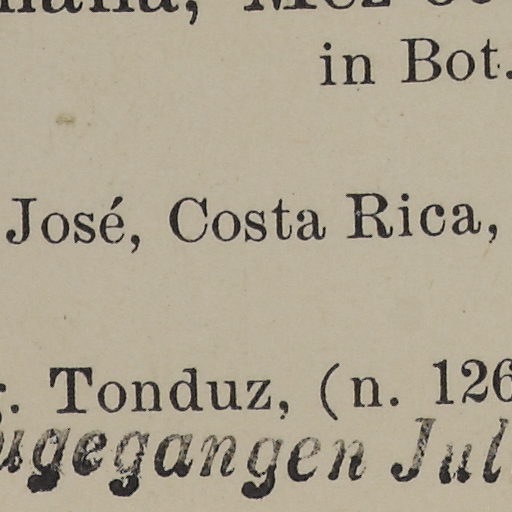 in Bot.
José, Costa Rica,
g. Tonduz, (n. 126
ugegangen Jul